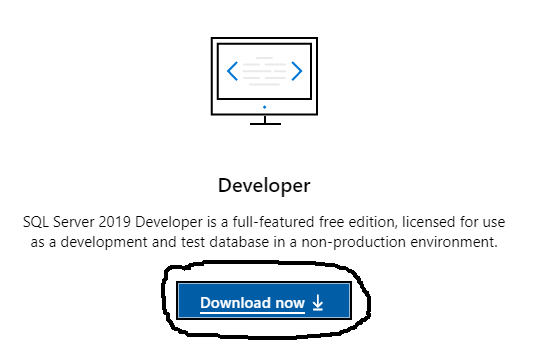 Developer
SQL Server 2019 Developer is a full-featured free edition, licensed for use
as a development and test database in a non-production environment.
Download now